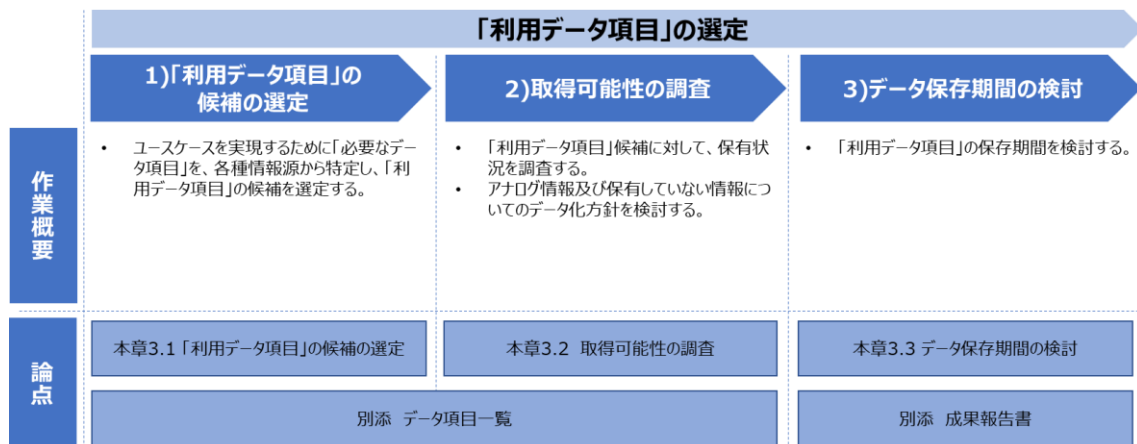 「利用データ項目」の選定
1)「利用データ項目」の
候補の選定
2)取得可能性の調査
3)データ保存期間の検討
作業概要
• ユースケースを実現するために「必要なデー
タ項目」を、各種情報源から特定し、「利
用データ項目」の候補を選定する。
• 「利用データ項目」候補に対して、保有状
況を調査する。
• アナログ情報及び保有していない情報につ
いてのデータ化方針を検討する。
• 「利用データ項目」の保存期間を検討する。
論点
本章3.1「利用データ項目」の候補の選定
本章3.2 取得可能性の調査
本章3.3 データ保存期間の検討
別添 データ項目一覧
別添 成果報告書